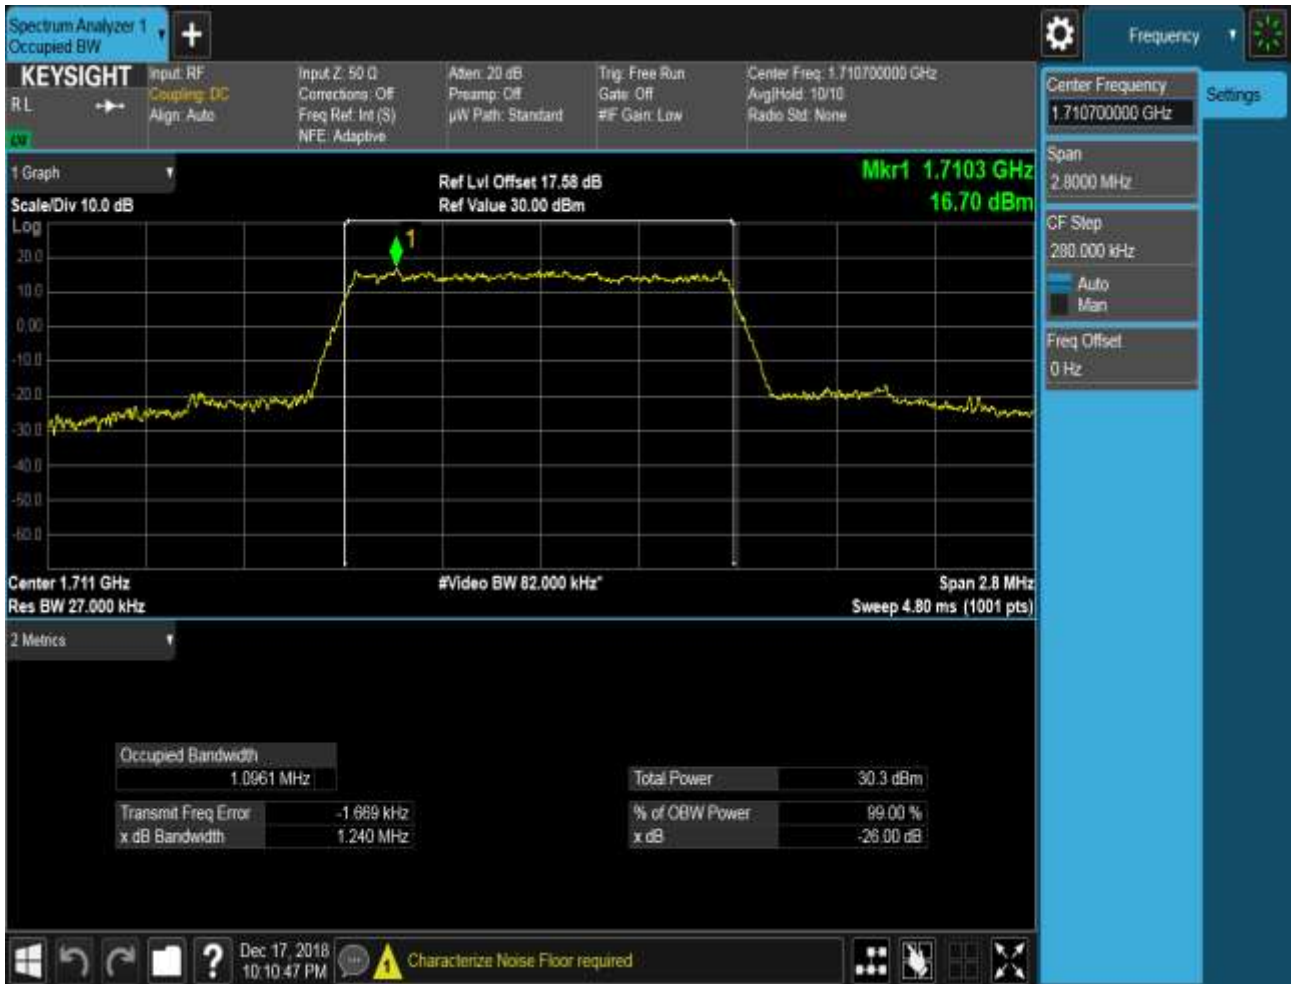 Spectrum Analyzer 1
Occupied BW
+
Frequency
KEYSIGHT
R L
Input: RF
Coupling: DC
Align: Auto
Input Z: 50 Ω
Corrections: Off
Freq Ref: Int (S)
NFE: Adaptive
Atten: 20 dB
Preamp: Off
µW Path: Standard
Trig: Free Run
Gate: Off
#IF Gain: Low
Center Freq: 1.710700000 GHz
Avg|Hold: 10/10
Radio Std: None
Center Frequency
1.710700000 GHz
Settings
Span
2.8000 MHz
CF Step
280.000 kHz
Auto
Man
Freq Offset
0 Hz
1 Graph
Scale/Div 10.0 dB
Ref Lvl Offset 17.58 dB
Ref Value 30.00 dBm
Mkr1 1.7103 GHz
16.70 dBm
Log
1
20.0
10.0
0.00
-10.0
-20.0
-30.0
-40.0
-50.0
-60.0
Center 1.711 GHz
#Video BW 82.000 kHz*
Span 2.8 MHz
Res BW 27.000 kHz
Sweep 4.80 ms (1001 pts)
2 Metrics
Occupied Bandwidth
1.0961 MHz
Total Power 30.3 dBm
Transmit Freq Error -1.669 kHz
% of OBW Power 99.00 %
x dB Bandwidth 1.240 MHz
x dB -26.00 dB
?
Dec 17, 2018
10:10:47 PM
1
Characterize Noise Floor required